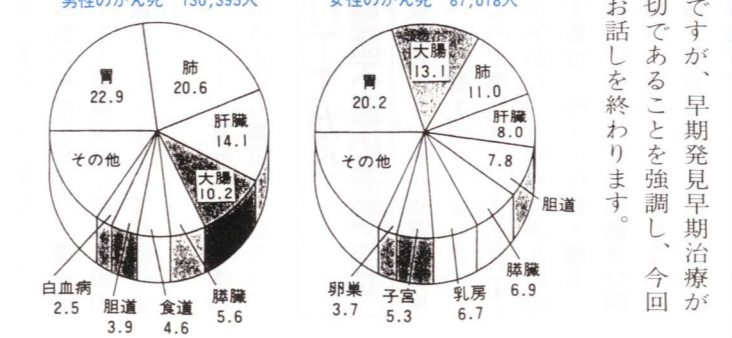 男性のがん死 130,395人
胃
22.9
肺
20.6
肝臓
14.1
大腸
10.2
その他
白血病
2.5
胆道
3.9
食道
4.6
膵臓
5.6
女性のがん死 87,018人
大腸
13.1
胃
20.2
肺
11.0
肝臓
8.0
7.8
胆道
その他
卵巣
3.7
子宮
5.3
乳房
6.7
膵臓
6.9
ですが、早期発見早期治療が
切であることを強調し、今回
お話しを終わります。